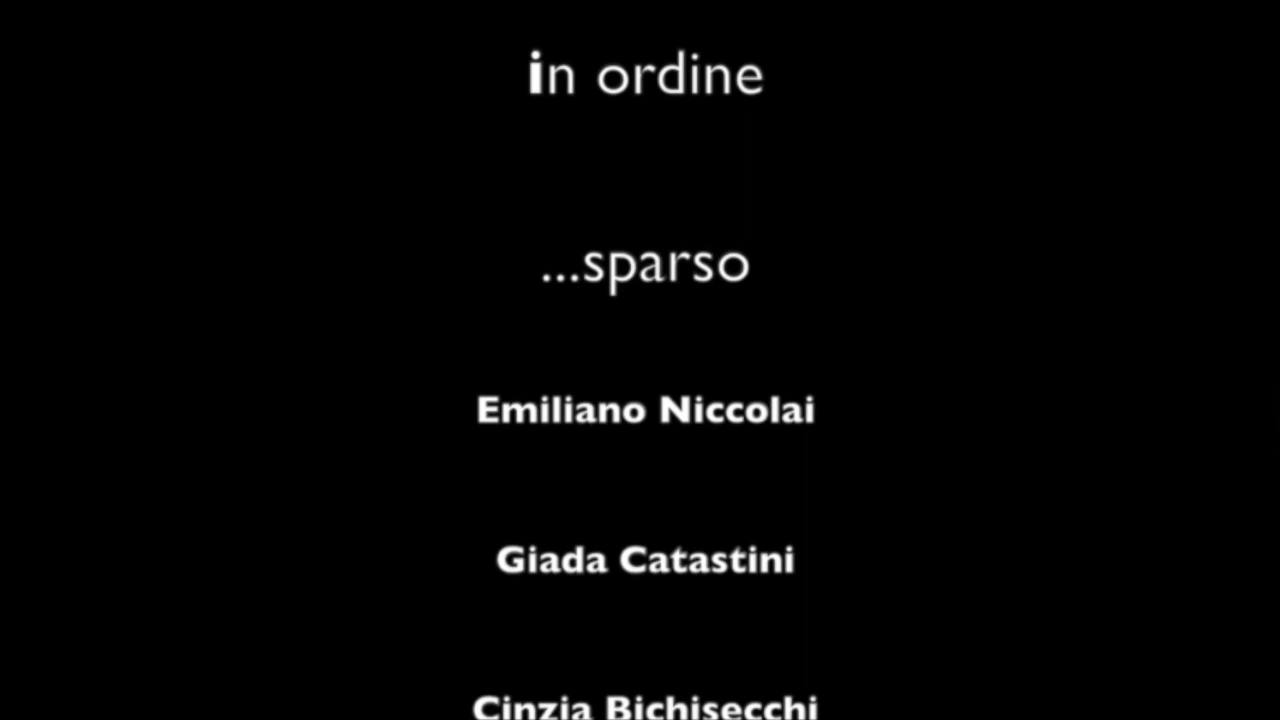 in ordine
...sparso
Emiliano Niccolai
Giada Catastini
Cinzia Bichisecchi